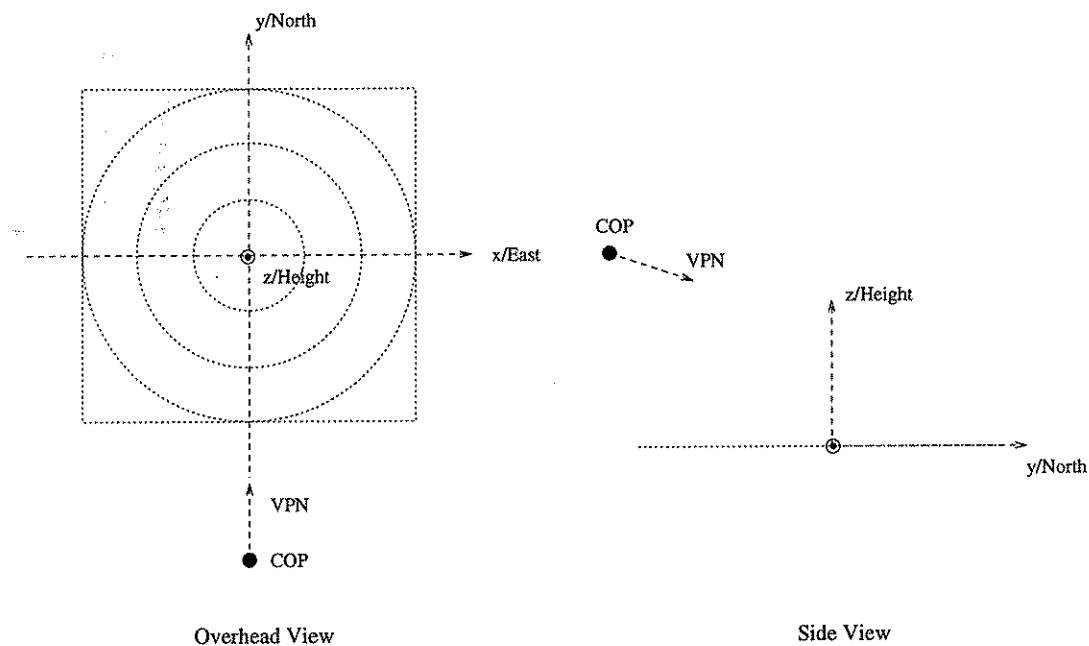 y/North
x/East
z/Height
VPN
COP
Overhead View
COP
VPN
z/Height
y/North
Side View